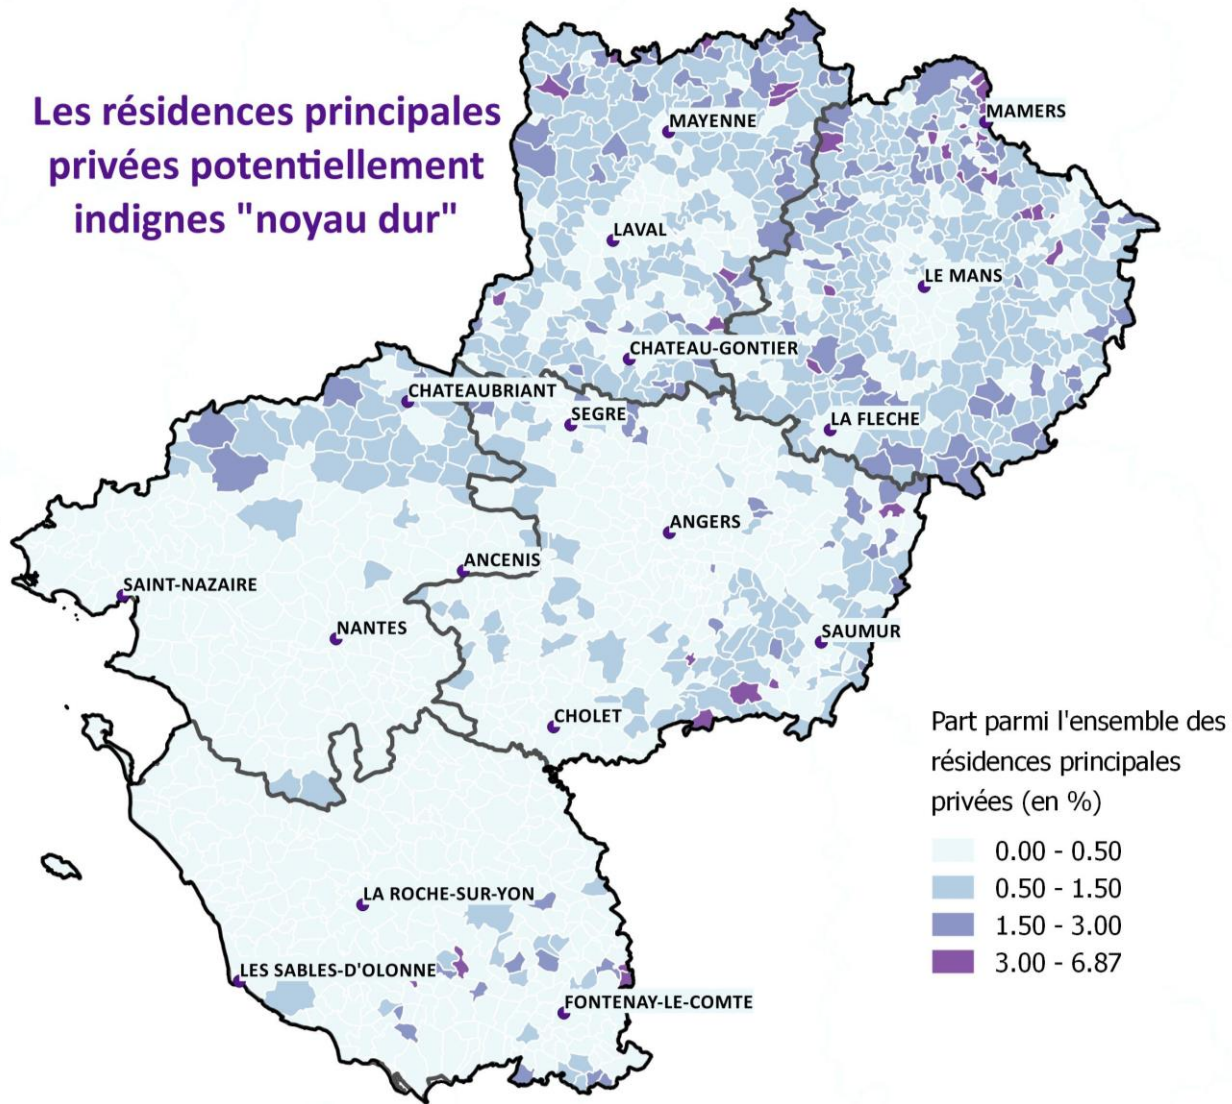 Les résidences principales
privées potentiellement
indignes "noyau dur"
MAYENNE
MAMERS
LAVAL
LE MANS
CHATEAU-GONTIER
CHATEAUBRIANT
SEGRE
LA FLECHE
ANGERS
ANCENIS
SAINT-NAZAIRE
NANTES
SAUMUR
CHOLET
LA ROCHE-SUR-YON
LES SABLES-D'OLONNE
FONTENAY-LE-COMTE
Part parmi l'ensemble des
résidences principales
privées (en %)
0.00 - 0.50
0.50 - 1.50
1.50 - 3.00
3.00 - 6.87